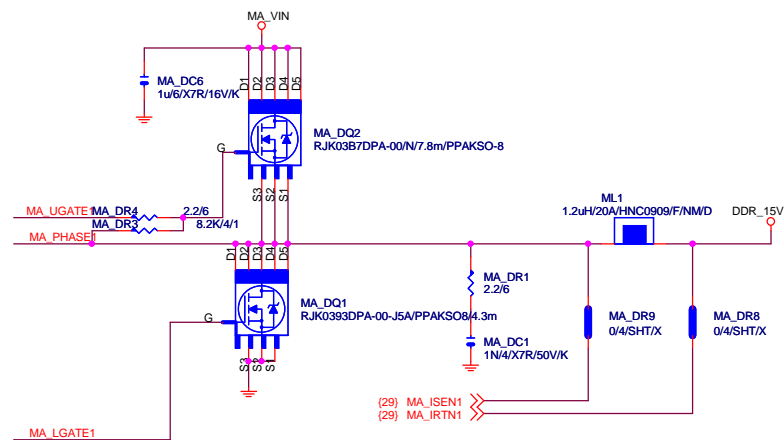 MA_VIN
D1
D2
D3
D4
D5
MA_DC6
1u/6/X7R/16V/K
MA_DQ2
RJK03B7DPA-00/N/7.8m/PPAKSO-8
G
S3
S2
S1
MA_UGATE1
MA_DR4
2.2/6
MA_DR3
8.2K/4/1
MA_PHASE1
ML1
1.2uH/20A/HNC0909/F/NM/D
DDR_15V
D1
D2
D3
D4
D5
MA_DQ1
RJK0393DPA-00-J5A/PPAKSO8/4.3m
G
S3
S2
S1
MA_DR1
2.2/6
MA_DC1
1N/4/X7R/50V/K
MA_DR9
0/4/SHT/X
MA_DR8
0/4/SHT/X
{29} MA_ISEN1
{29} MA_IRTN1
MA_LGATE1